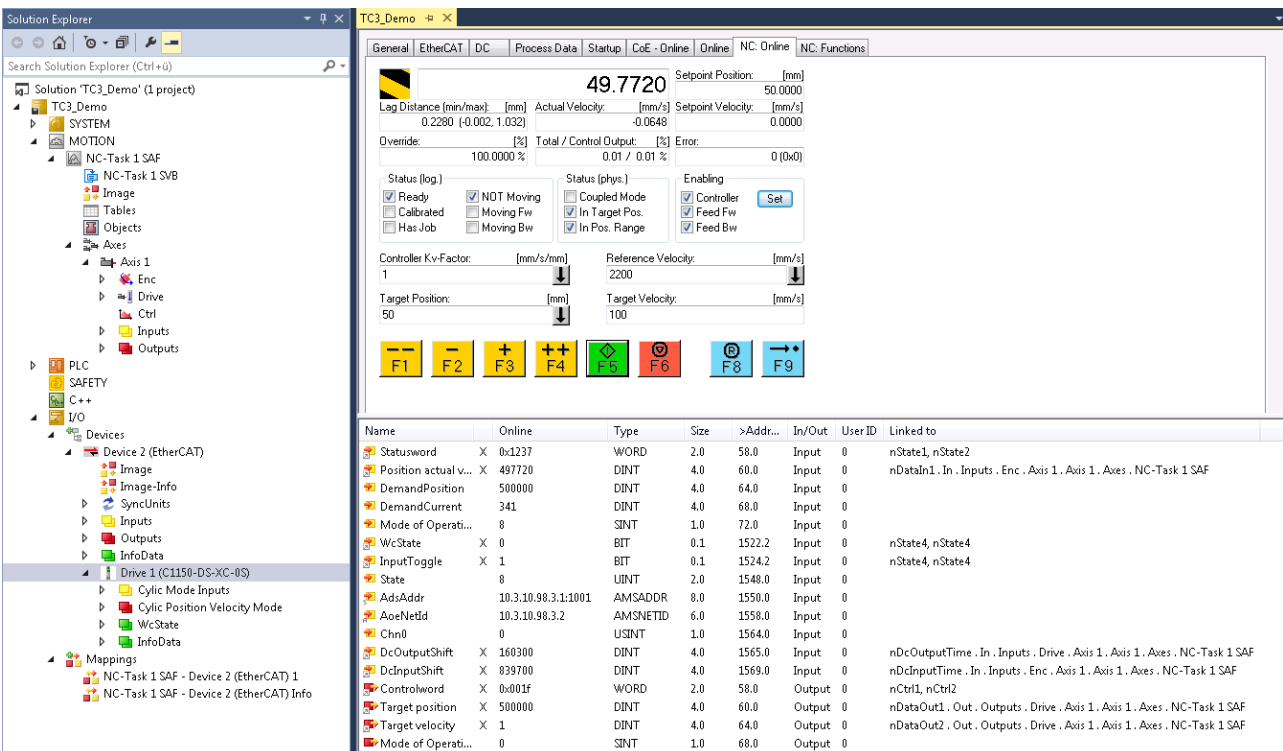 Solution Explorer
Search Solution Explorer (Ctrl+ü)
Solution 'TC3_Demo' (1 project)
TC3_Demo
SYSTEM
MOTION
NC-Task 1 SAF
NC-Task 1 SVB
Image
Tables
Objects
Axes
Axis 1
Enc
Drive
Ctrl
Inputs
Outputs
PLC
SAFETY
C++
I/O
Devices
Device 2 (EtherCAT)
Image
Image-Info
SyncUnits
Inputs
Outputs
InfoData
Drive 1 (C1150-DS-XC-0S)
Cylic Mode Inputs
Cylic Position Velocity Mode
WcState
InfoData
Mappings
NC-Task 1 SAF - Device 2 (EtherCAT) 1
NC-Task 1 SAF - Device 2 (EtherCAT) Info
TC3_Demo
General EtherCAT DC Process Data Startup CoE - Online Online NC: Online NC: Functions
49.7720 Setpoint Position: [mm]
50.0000
Lag Distance (min/max): [mm] Actual Velocity: [mm/s] Setpoint Velocity: [mm/s]
0.2280 (-0.002, 1.032) -0.0648 0.0000
Override: [%] Total / Control Output: [%] Error:
100.0000 % 0.01 / 0.01 % 0 (0x0)
Status (log.) Status (phys.) Enabling
Ready NOT Moving Coupled Mode Controller Set
Calibrated Moving Fw In Target Pos. Feed Fw
Has Job Moving Bw In Pos. Range Feed Bw
Controller Kv-Factor: [mm/s/mm] Reference Velocity: [mm/s]
1 2200
Target Position: [mm] Target Velocity: [mm/s]
50 100
-- - + ++ I R
F1 F2 F3 F4 F5 F6 F8 F9
Name Online Type Size >Addr... In/Out User ID Linked to
Statusword X 0x1237 WORD 2.0 58.0 Input 0 nState1, nState2
Position actual v... X 497720 DINT 4.0 60.0 Input 0 nDataIn1 . In . Inputs . Enc . Axis 1 . Axis 1 . Axes . NC-Task 1 SAF
DemandPosition 500000 DINT 4.0 64.0 Input 0
DemandCurrent 341 DINT 4.0 68.0 Input 0
Mode of Operati... 8 SINT 1.0 72.0 Input 0
WcState X 0 BIT 0.1 1522.2 Input 0 nState4, nState4
InputToggle X 1 BIT 0.1 1524.2 Input 0 nState4, nState4
State 8 UINT 2.0 1548.0 Input 0
AdsAddr 10.3.10.98.3.1:1001 AMSADDR 8.0 1550.0 Input 0
AoeNetId 10.3.10.98.3.2 AMSNETID 6.0 1558.0 Input 0
Chn0 0 USINT 1.0 1564.0 Input 0
DcOutputShift X 160300 DINT 4.0 1565.0 Input 0 nDcOutputTime . In . Inputs . Drive . Axis 1 . Axis 1 . Axes . NC-Task 1 SAF
DcInputShift X 839700 DINT 4.0 1569.0 Input 0 nDcInputTime . In . Inputs . Enc . Axis 1 . Axis 1 . Axes . NC-Task 1 SAF
Controlword X 0x001f WORD 2.0 58.0 Output 0 nCtrl1, nCtrl2
Target position X 500000 DINT 4.0 60.0 Output 0 nDataOut1 . Out . Outputs . Drive . Axis 1 . Axis 1 . Axes . NC-Task 1 SAF
Target velocity X 1 DINT 4.0 64.0 Output 0 nDataOut2 . Out . Outputs . Drive . Axis 1 . Axis 1 . Axes . NC-Task 1 SAF
Mode of Operati... 0 SINT 1.0 68.0 Output 0